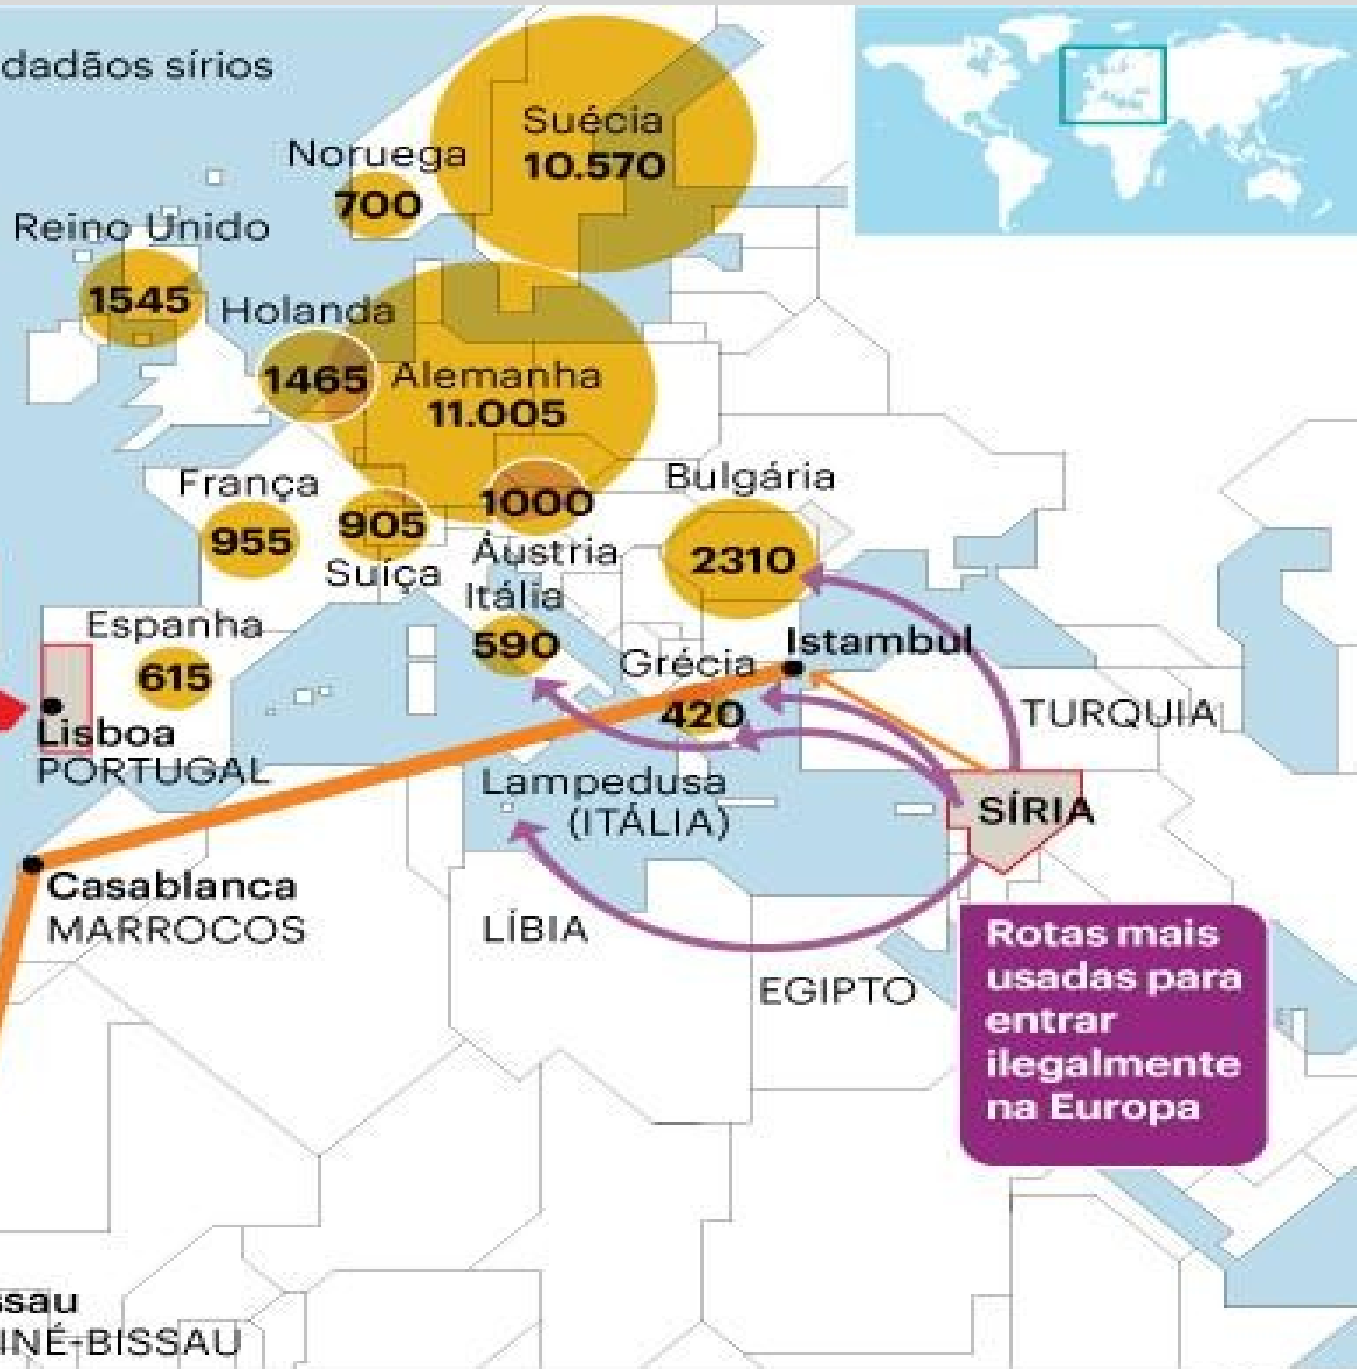 dadãos sírios
Suécia
10.570
Noruega
700
Reino Unido
1545
Holanda
1465
Alemanha
11.005
França
955
905
Suíça
1000
Áustria
Bulgária
2310
Itália
590
Espanha
615
Grécia
420
Istambul
TURQUIA
Lisboa
PORTUGAL
Lampedusa
(ITÁLIA)
SÍRIA
Casablanca
MARROCOS
LÍBIA
EGIPTO
Rotas mais
usadas para
entrar
ilegalmente
na Europa
ssau
INÉ-BISSAU